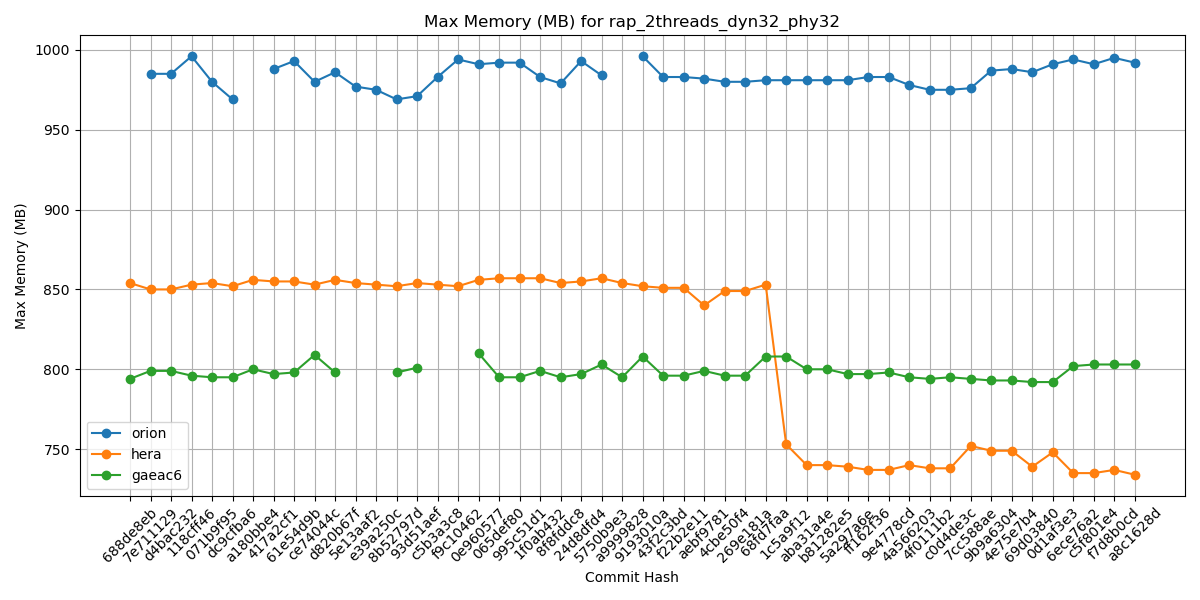 Max Memory (MB) for rap_2threads_dyn32_phy32
Max Memory (MB)
1000
950
900
850
800
750
orion
hera
gaeac6
688de8eb
7e711129
d4bac232
118cff46
071b9f95
dc9cfba6
a180bbe4
417a2cf1
61e54d9b
ce74044c
d820b67f
5e13aaf2
e39a250c
8b52797d
93d51aef
c5b3a3c8
f9c10462
0e960577
065def80
995c51d1
1f0ab432
8f6fddc8
24d8dfd4
5750b9e3
a9999828
9193010a
43f2c3bd
f22b2e11
aebf9781
4cbe50f4
269e181a
68fd7faa
1c5a9f12
aba31a4e
b81282e5
5a297a6e
ff162f36
9e4778cd
4a566203
4f0111b2
c0d4de3c
7cc588ae
9b9a6304
4e75e7b4
69d03840
0d1af3e3
6ece76a2
c5f801e4
f7d8b0cd
a8c1628d
Commit Hash